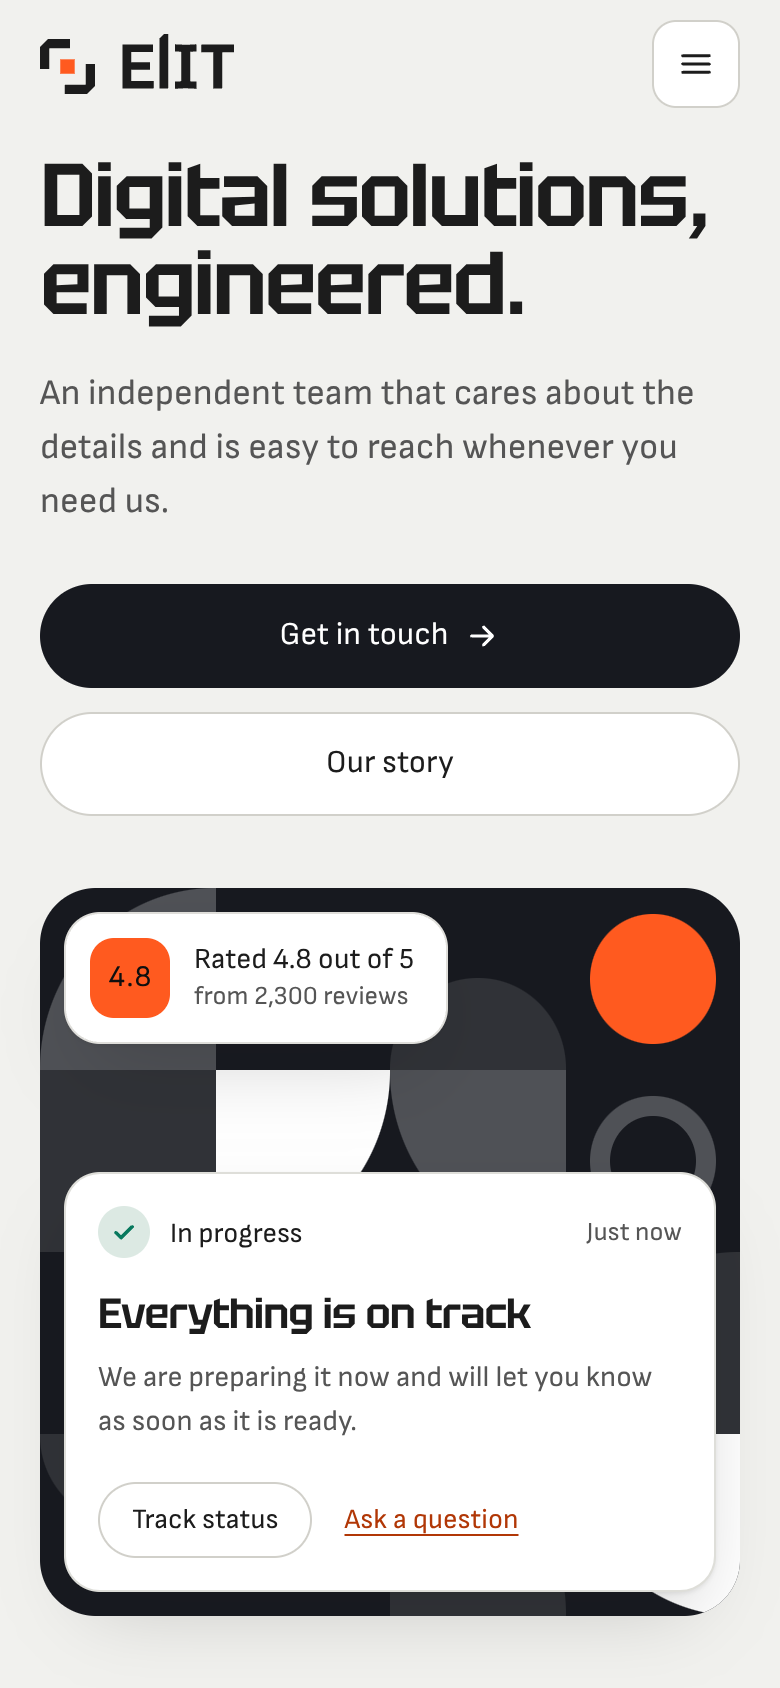 ElIT
Digital solutions,
engineered.
An independent team that cares about the
details and is easy to reach whenever you
need us.
Get in touch →
Our story
4.8
Rated 4.8 out of 5
from 2,300 reviews
In progress
Just now
Everything is on track
We are preparing it now and will let you know
as soon as it is ready.
Track status
Ask a question